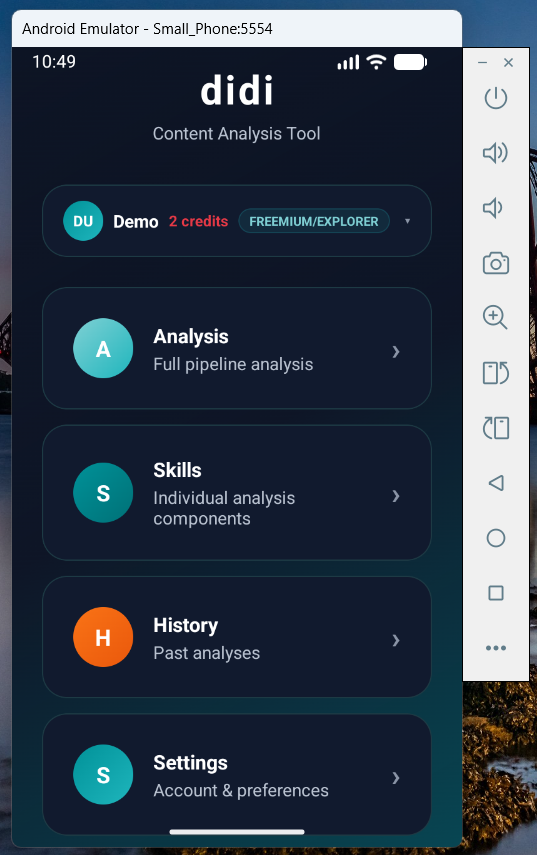 Android Emulator - Small_Phone:5554
10:49
didi
Content Analysis Tool
DU Demo 2 credits FREEMIUM/EXPLORER
A
Analysis
Full pipeline analysis
S
Skills
Individual analysis
components
H
History
Past analyses
S
Settings
Account & preferences